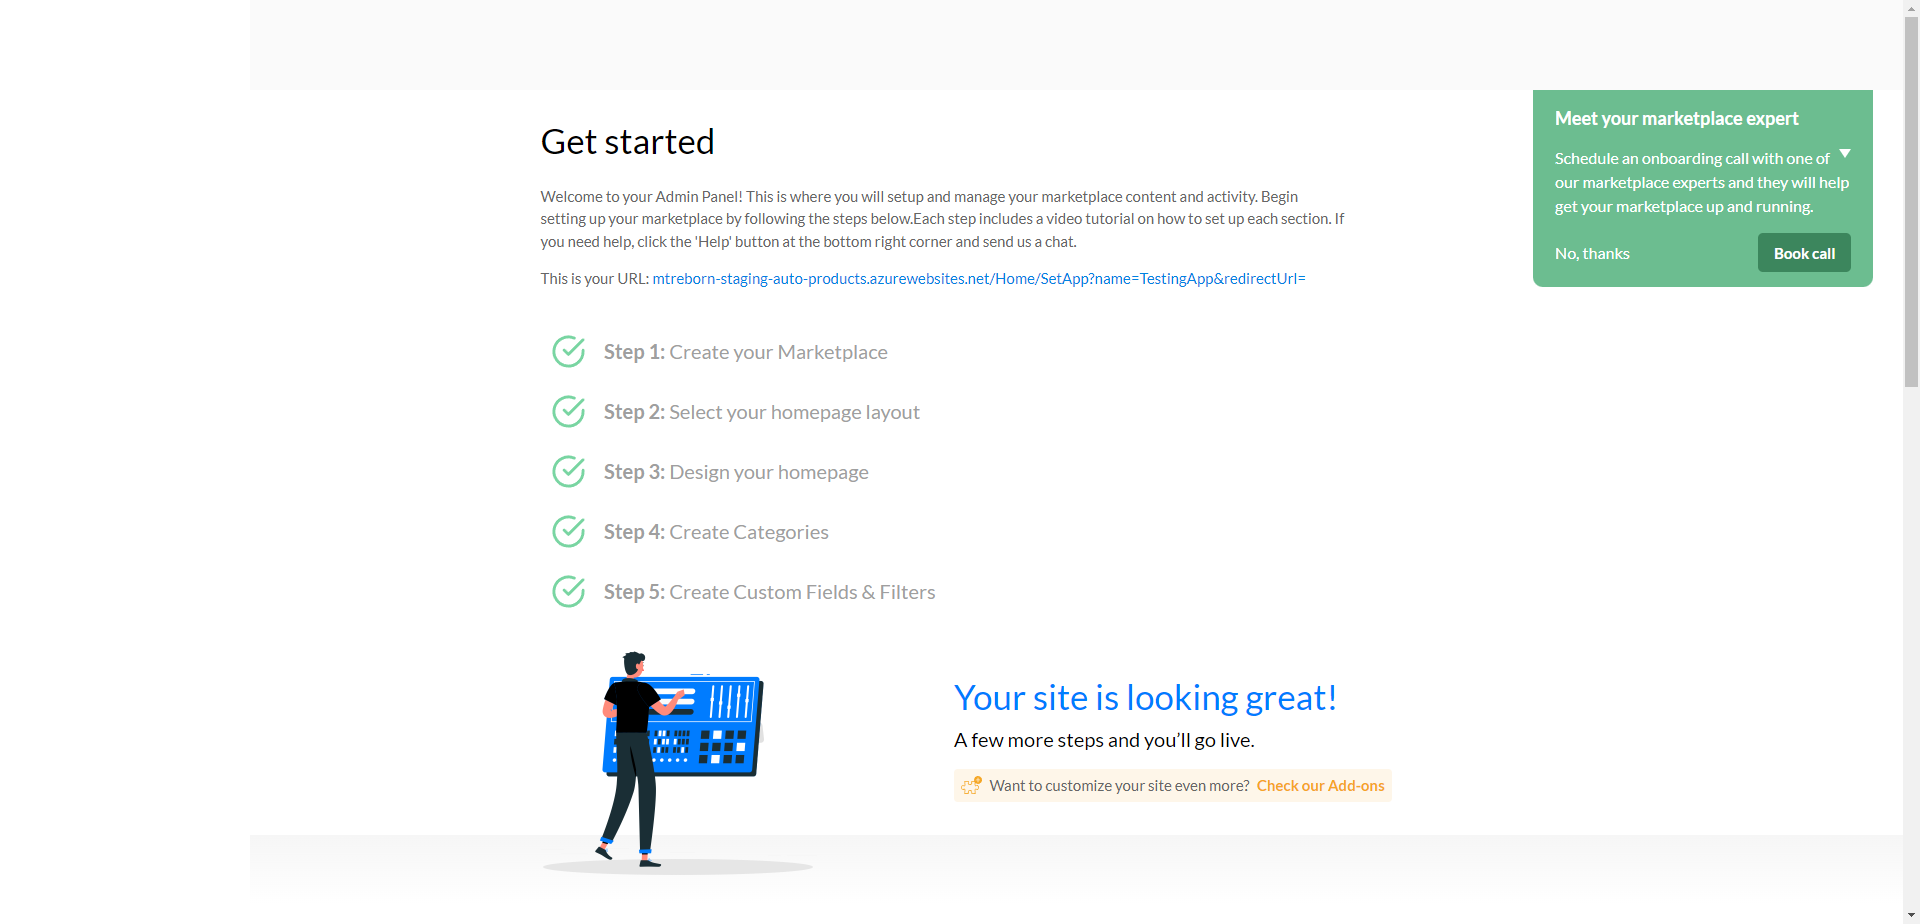 Get started
Welcome to your Admin Panel! This is where you will setup and manage your marketplace content and activity. Begin
setting up your marketplace by following the steps below.Each step includes a video tutorial on how to set up each section. If
you need help, click the 'Help' button at the bottom right corner and send us a chat.
This is your URL: mtreborn-staging-auto-products.azurewebsites.net/Home/SetApp?name=TestingApp&redirectUrl=
Step 1: Create your Marketplace
Step 2: Select your homepage layout
Step 3: Design your homepage
Step 4: Create Categories
Step 5: Create Custom Fields & Filters
Your site is looking great!
A few more steps and you’ll go live.
Want to customize your site even more? Check our Add-ons
Meet your marketplace expert
Schedule an onboarding call with one of
our marketplace experts and they will help
get your marketplace up and running.
No, thanks
Book call